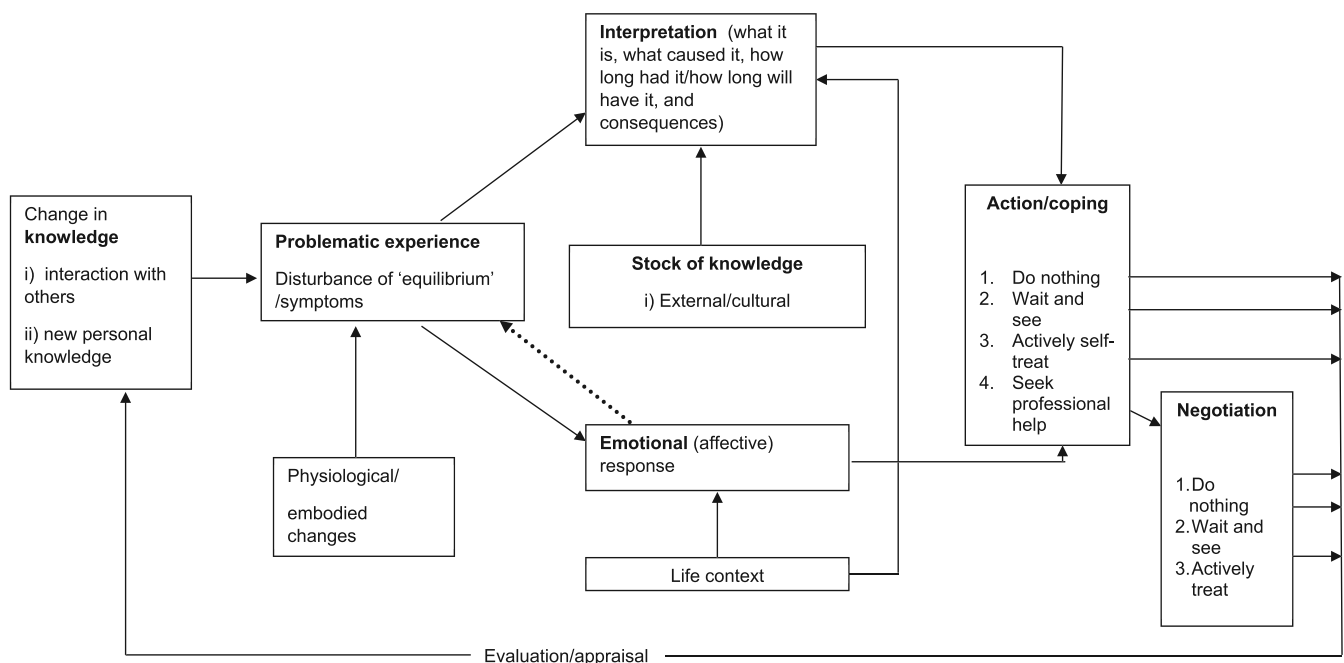 Change in
knowledge
i) interaction with
others
ii) new personal
knowledge
Problematic experience
Disturbance of ‘equilibrium’
/symptoms
Physiological/
embodied
changes
Interpretation (what it
is, what caused it, how
long had it/how long will
have it, and
consequences)
Stock of knowledge
i) External/cultural
Emotional (affective)
response
Life context
Action/coping
1. Do nothing
2. Wait and
see
3. Actively self-
treat
4. Seek
professional
help
Negotiation
1.Do
nothing
2.Wait and
see
3.Actively
treat
Evaluation/appraisal